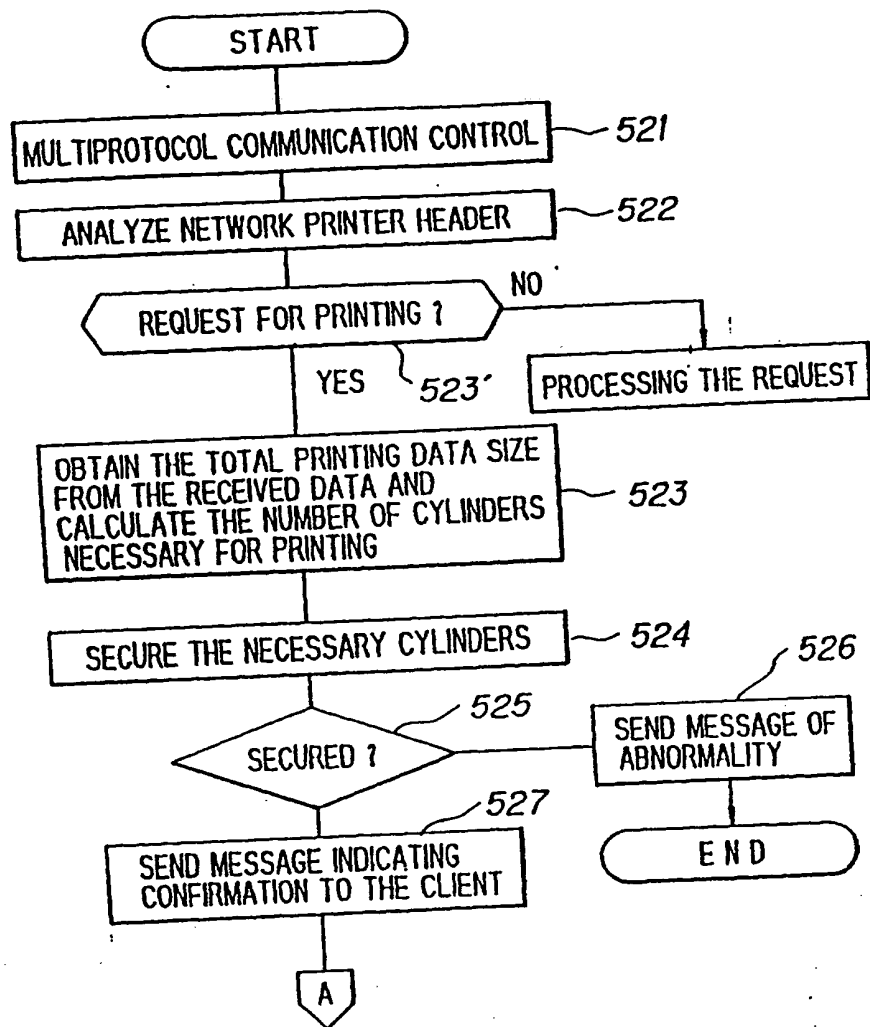 START
MULTIPROTOCOL COMMUNICATION CONTROL
521
ANALYZE NETWORK PRINTER HEADER
522
REQUEST FOR PRINTING ?
NO
YES
523'
PROCESSING THE REQUEST
OBTAIN THE TOTAL PRINTING DATA SIZE
FROM THE RECEIVED DATA AND
CALCULATE THE NUMBER OF CYLINDERS
NECESSARY FOR PRINTING
523
SECURE THE NECESSARY CYLINDERS
524
SECURED ?
525
526
SEND MESSAGE OF
ABNORMALITY
END
527
SEND MESSAGE INDICATING
CONFIRMATION TO THE CLIENT
A